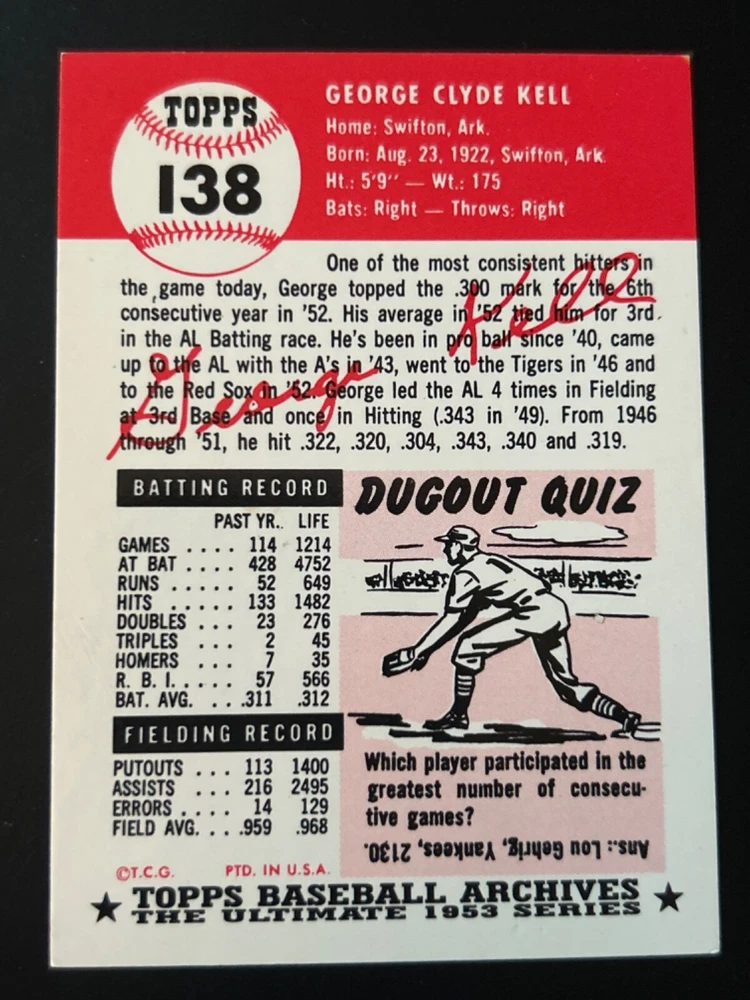 TOPPS
138
GEORGE CLYDE KELL
Home: Swifton, Ark.
Born: Aug. 23, 1922, Swifton, Ark.
Ht.: 5'9" — Wt.: 175
Bats: Right — Throws: Right
One of the most consistent hitters in
the game today, George topped the .300 mark for the 6th
consecutive year in '52. His average in '52 tied him for 3rd
in the AL Batting race. He's been in pro ball since '40, came
up to the AL with the A's in '43, went to the Tigers in '46 and
to the Red Sox in '52. George led the AL 4 times in Fielding
at 3rd Base and once in Hitting (.343 in '49). From 1946
through '51, he hit .322, .320, .304, .343, .340 and .319.
George Kell
BATTING RECORD
PAST YR. LIFE
GAMES .... 114 1214
AT BAT .... 428 4752
RUNS .... 52 649
HITS ..... 133 1482
DOUBLES .. 23 276
TRIPLES ... 2 45
HOMERS ... 7 35
R. B. I. .... 57 566
BAT. AVG. ... .311 .312
FIELDING RECORD
PUTOUTS ... 113 1400
ASSISTS ... 216 2495
ERRORS .... 14 129
FIELD AVG. ... .959 .968
DUGOUT QUIZ
Which player participated in the
greatest number of consecu-
tive games?
Ans.: Lou Gehrig, Yankees, 2130.
©T.C.G. PTD. IN U.S.A.
TOPPS BASEBALL ARCHIVES
THE ULTIMATE 1953 SERIES